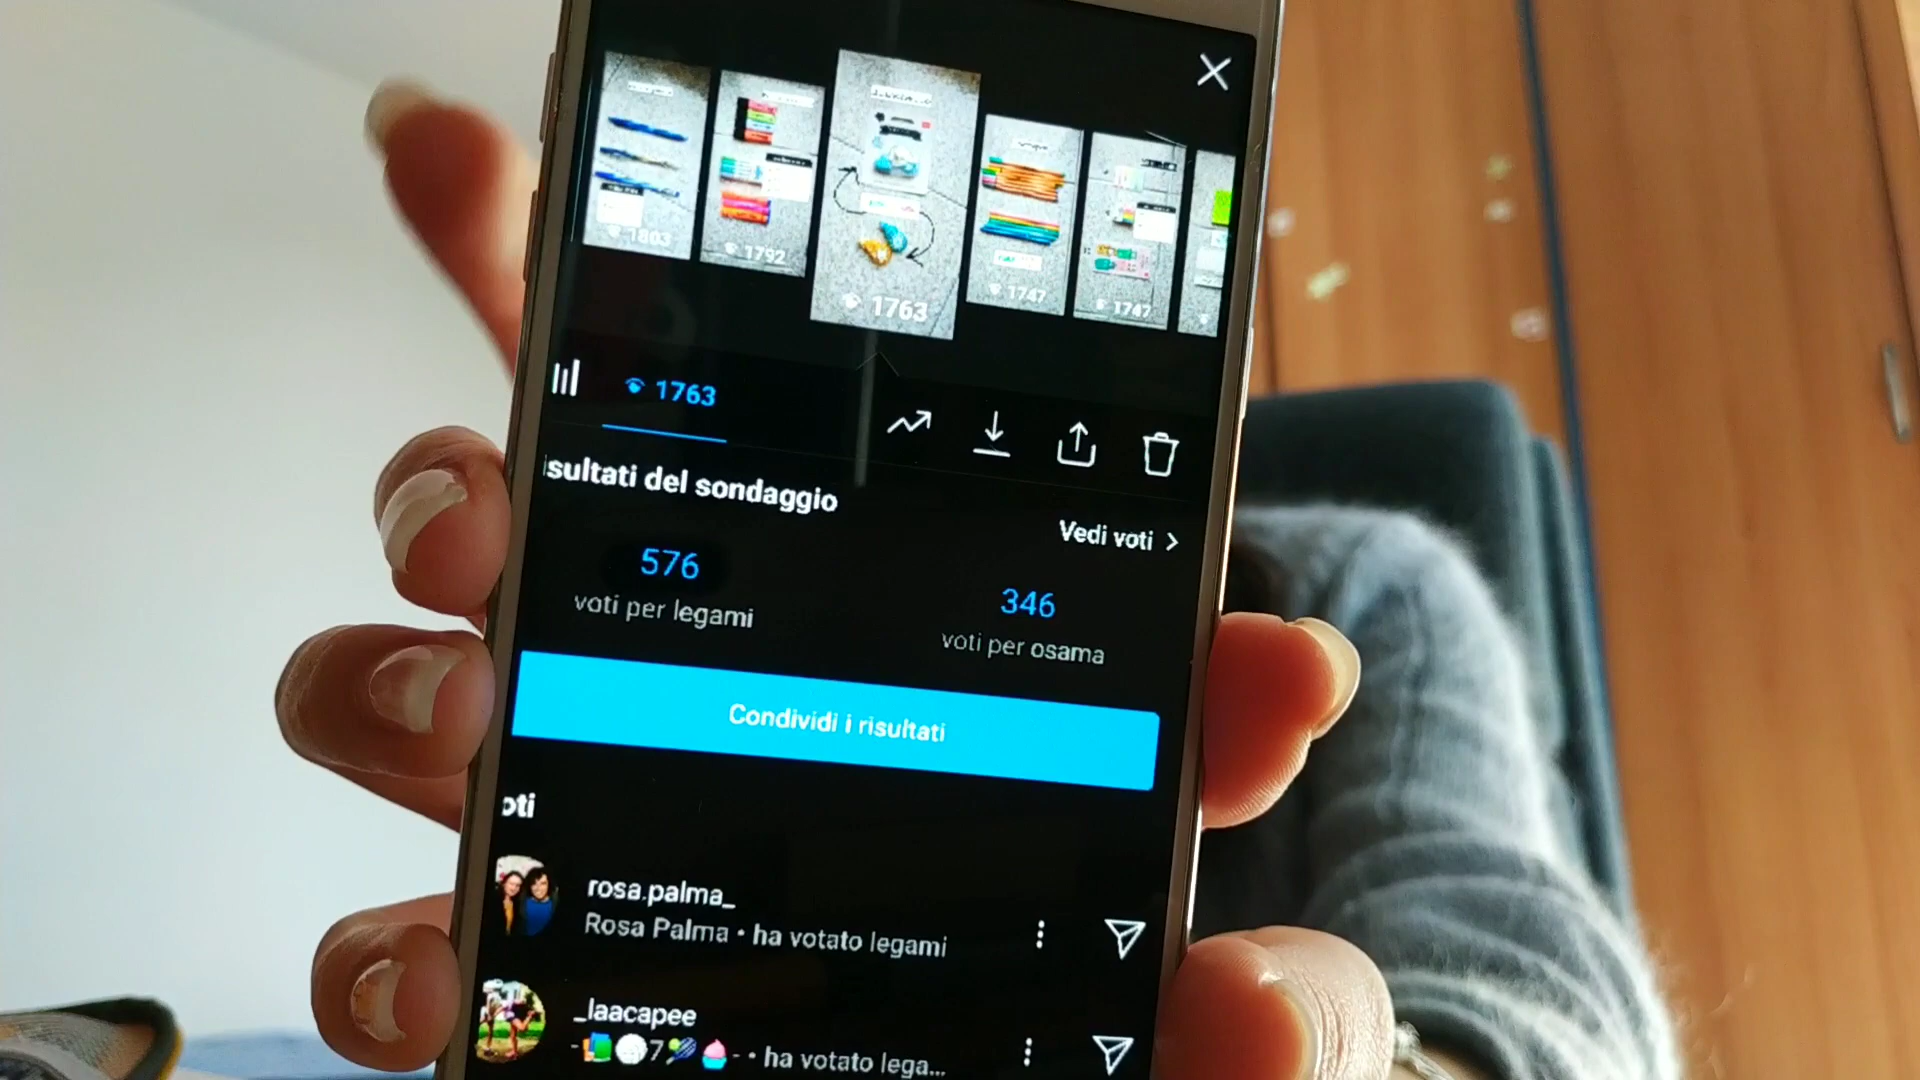 1803
1792
1763
1747
1747
1763
isultati del sondaggio
Vedi voti >
576
voti per legami
346
voti per osama
Condividi i risultati
oti
rosa.palma_
Rosa Palma • ha votato legami
_laacapee
7 - • ha votato lega...